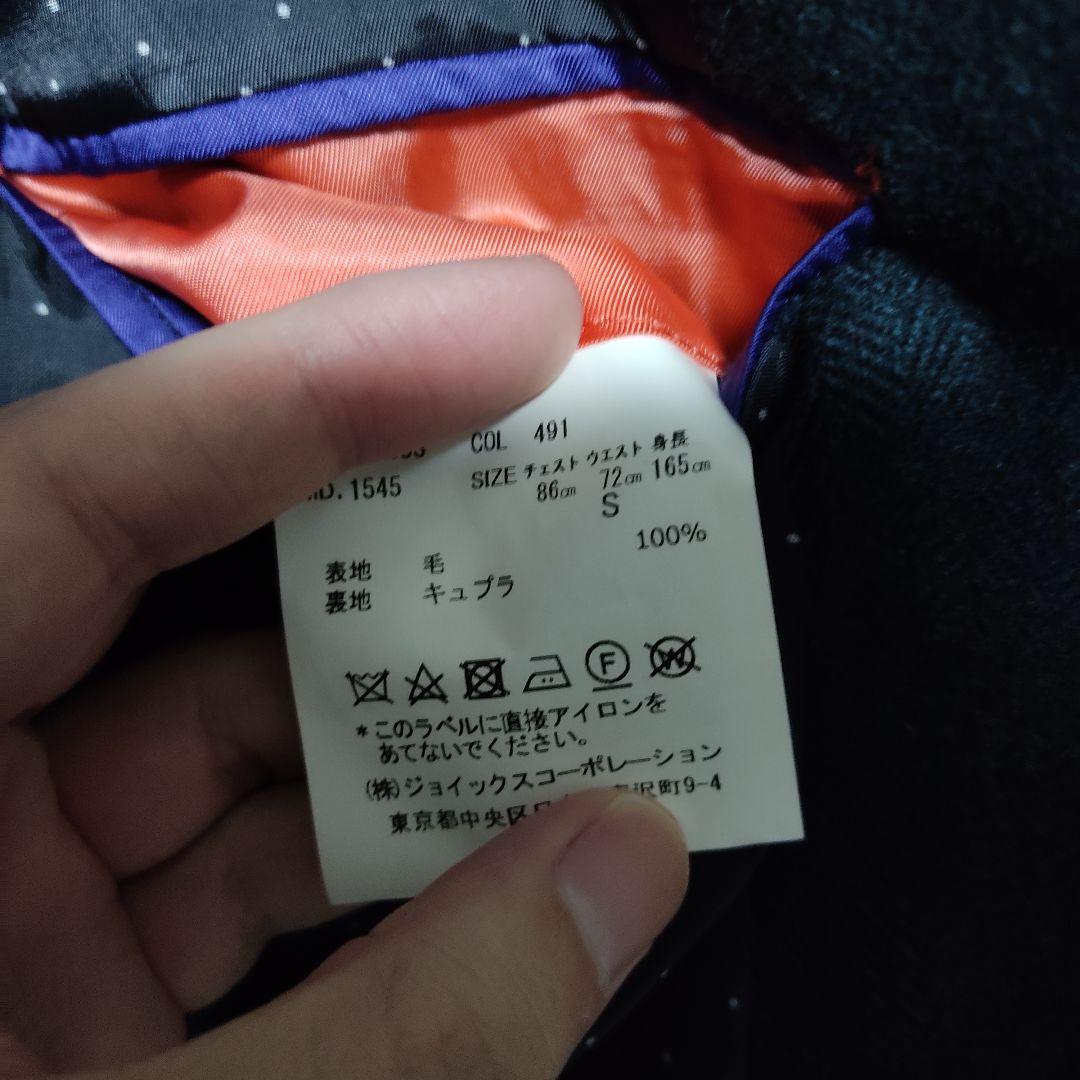 COL 491
.1545
SIZE チェスト ウエスト 身長
86㎝ 72㎝ 165㎝
S
100%
表地 毛
裏地 キュプラ
F W
*このラベルに直接アイロンを
あてないでください。
(株)ジョイックスコーポレーション
東京都中央区 町9-4